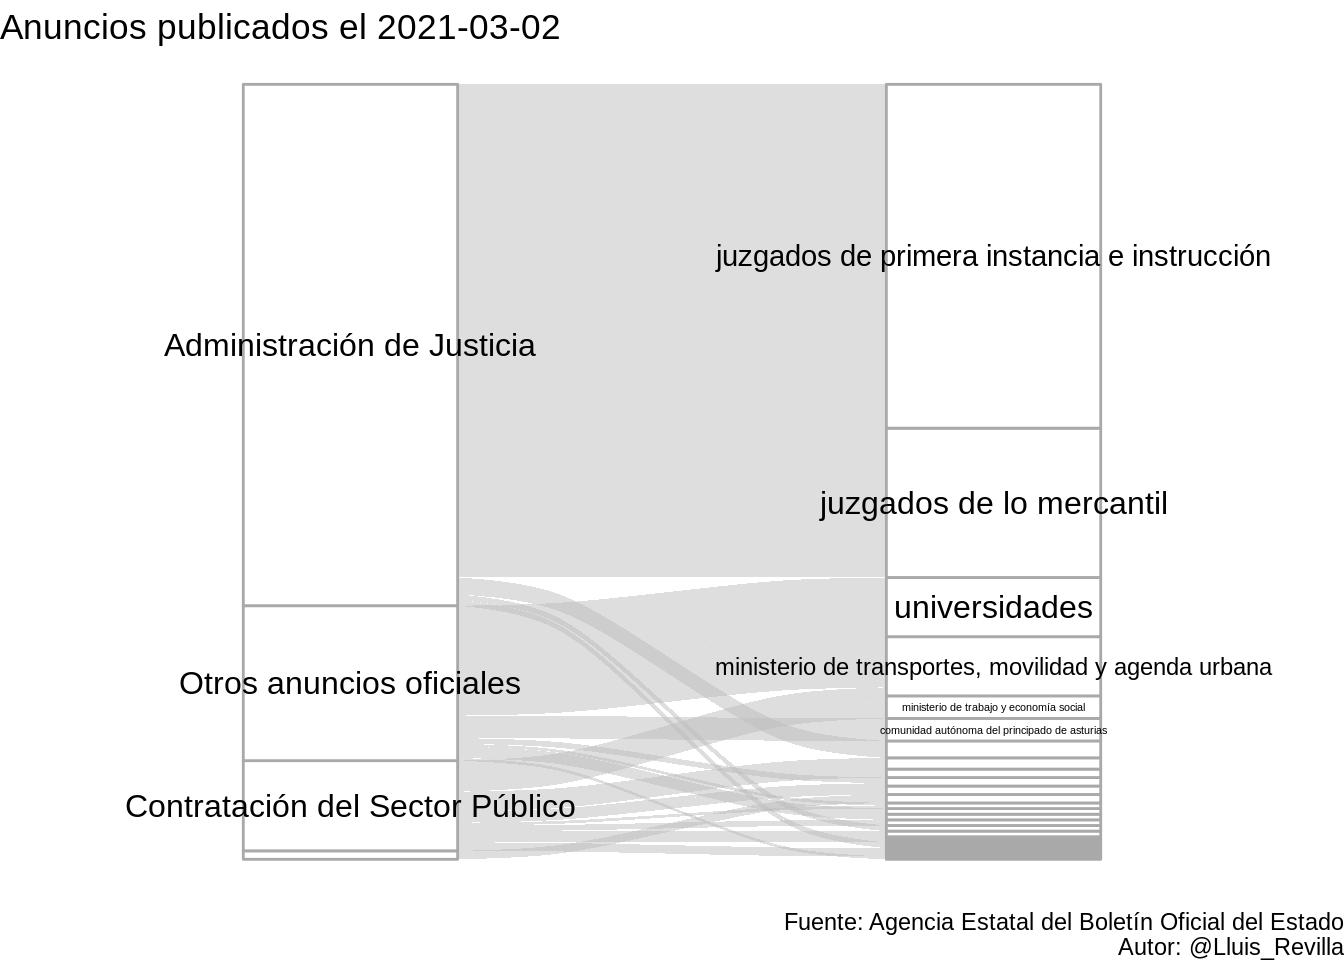 Anuncios publicados el 2021-03-02
juzgados de primera instancia e instrucción
Administración de Justicia
juzgados de lo mercantil
universidades
ministerio de transportes, movilidad y agenda urbana
Otros anuncios oficiales
ministerio de trabajo y economía social
comunidad autónoma del principado de asturias
Contratación del Sector Público
Fuente: Agencia Estatal del Boletín Oficial del Estado
Autor: @Lluis_Revilla